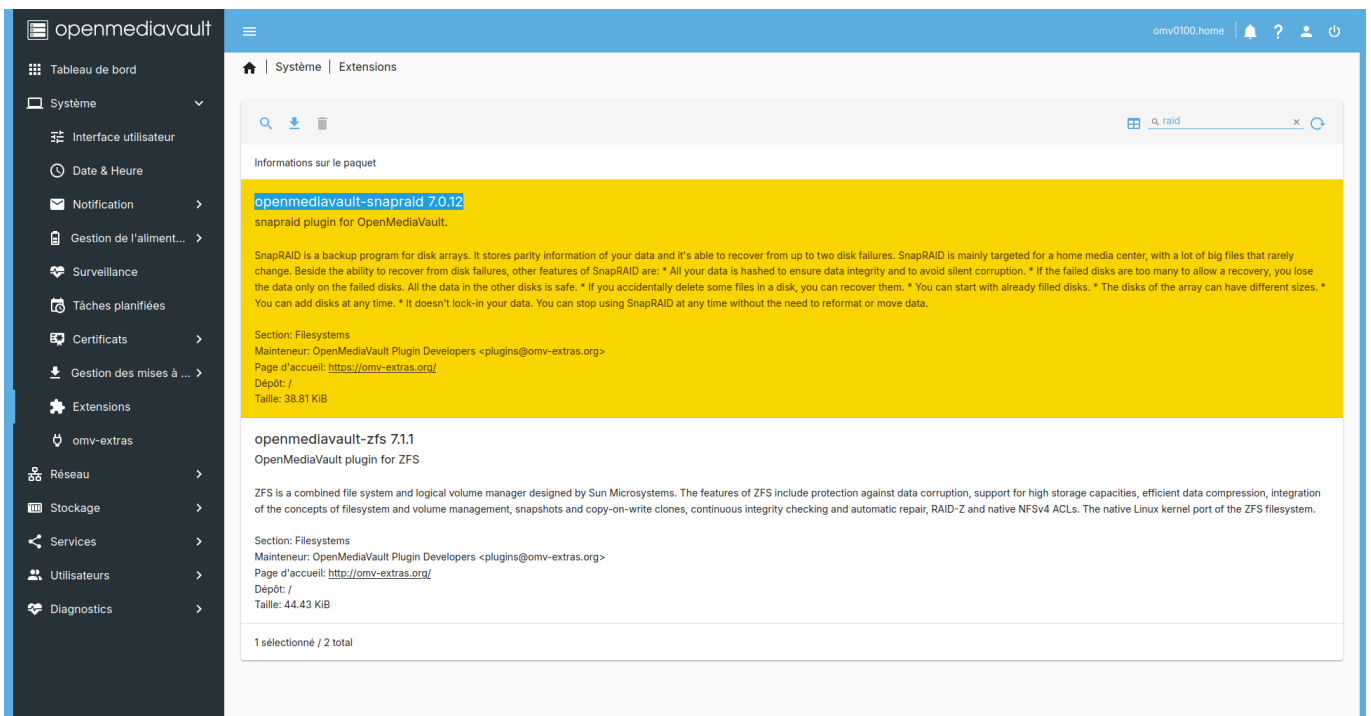 openmediavault
omv0100.home
Tableau de bord
Système
Interface utilisateur
Date & Heure
Notification
Gestion de l'aliment...
Surveillance
Tâches planifiées
Certificats
Gestion des mises à ...
Extensions
omv-extras
Réseau
Stockage
Services
Utilisateurs
Diagnostics
Système | Extensions
raid
Informations sur le paquet
openmediavault-snapraid 7.0.12
snapraid plugin for OpenMediaVault.
SnapRAID is a backup program for disk arrays. It stores parity information of your data and it's able to recover from up to two disk failures. SnapRAID is mainly targeted for a home media center, with a lot of big files that rarely
change. Beside the ability to recover from disk failures, other features of SnapRAID are: * All your data is hashed to ensure data integrity and to avoid silent corruption. * If the failed disks are too many to allow a recovery, you lose
the data only on the failed disks. All the data in the other disks is safe. * If you accidentally delete some files in a disk, you can recover them. * You can start with already filled disks. * The disks of the array can have different sizes. *
You can add disks at any time. * It doesn't lock-in your data. You can stop using SnapRAID at any time without the need to reformat or move data.
Section: Filesystems
Mainteneur: OpenMediaVault Plugin Developers <plugins@omv-extras.org>
Page d'accueil: https://omv-extras.org/
Dépôt: /
Taille: 38.81 KiB
openmediavault-zfs 7.1.1
OpenMediaVault plugin for ZFS
ZFS is a combined file system and logical volume manager designed by Sun Microsystems. The features of ZFS include protection against data corruption, support for high storage capacities, efficient data compression, integration
of the concepts of filesystem and volume management, snapshots and copy-on-write clones, continuous integrity checking and automatic repair, RAID-Z and native NFSv4 ACLs. The native Linux kernel port of the ZFS filesystem.
Section: Filesystems
Mainteneur: OpenMediaVault Plugin Developers <plugins@omv-extras.org>
Page d'accueil: http://omv-extras.org/
Dépôt: /
Taille: 44.43 KiB
1 sélectionné / 2 total